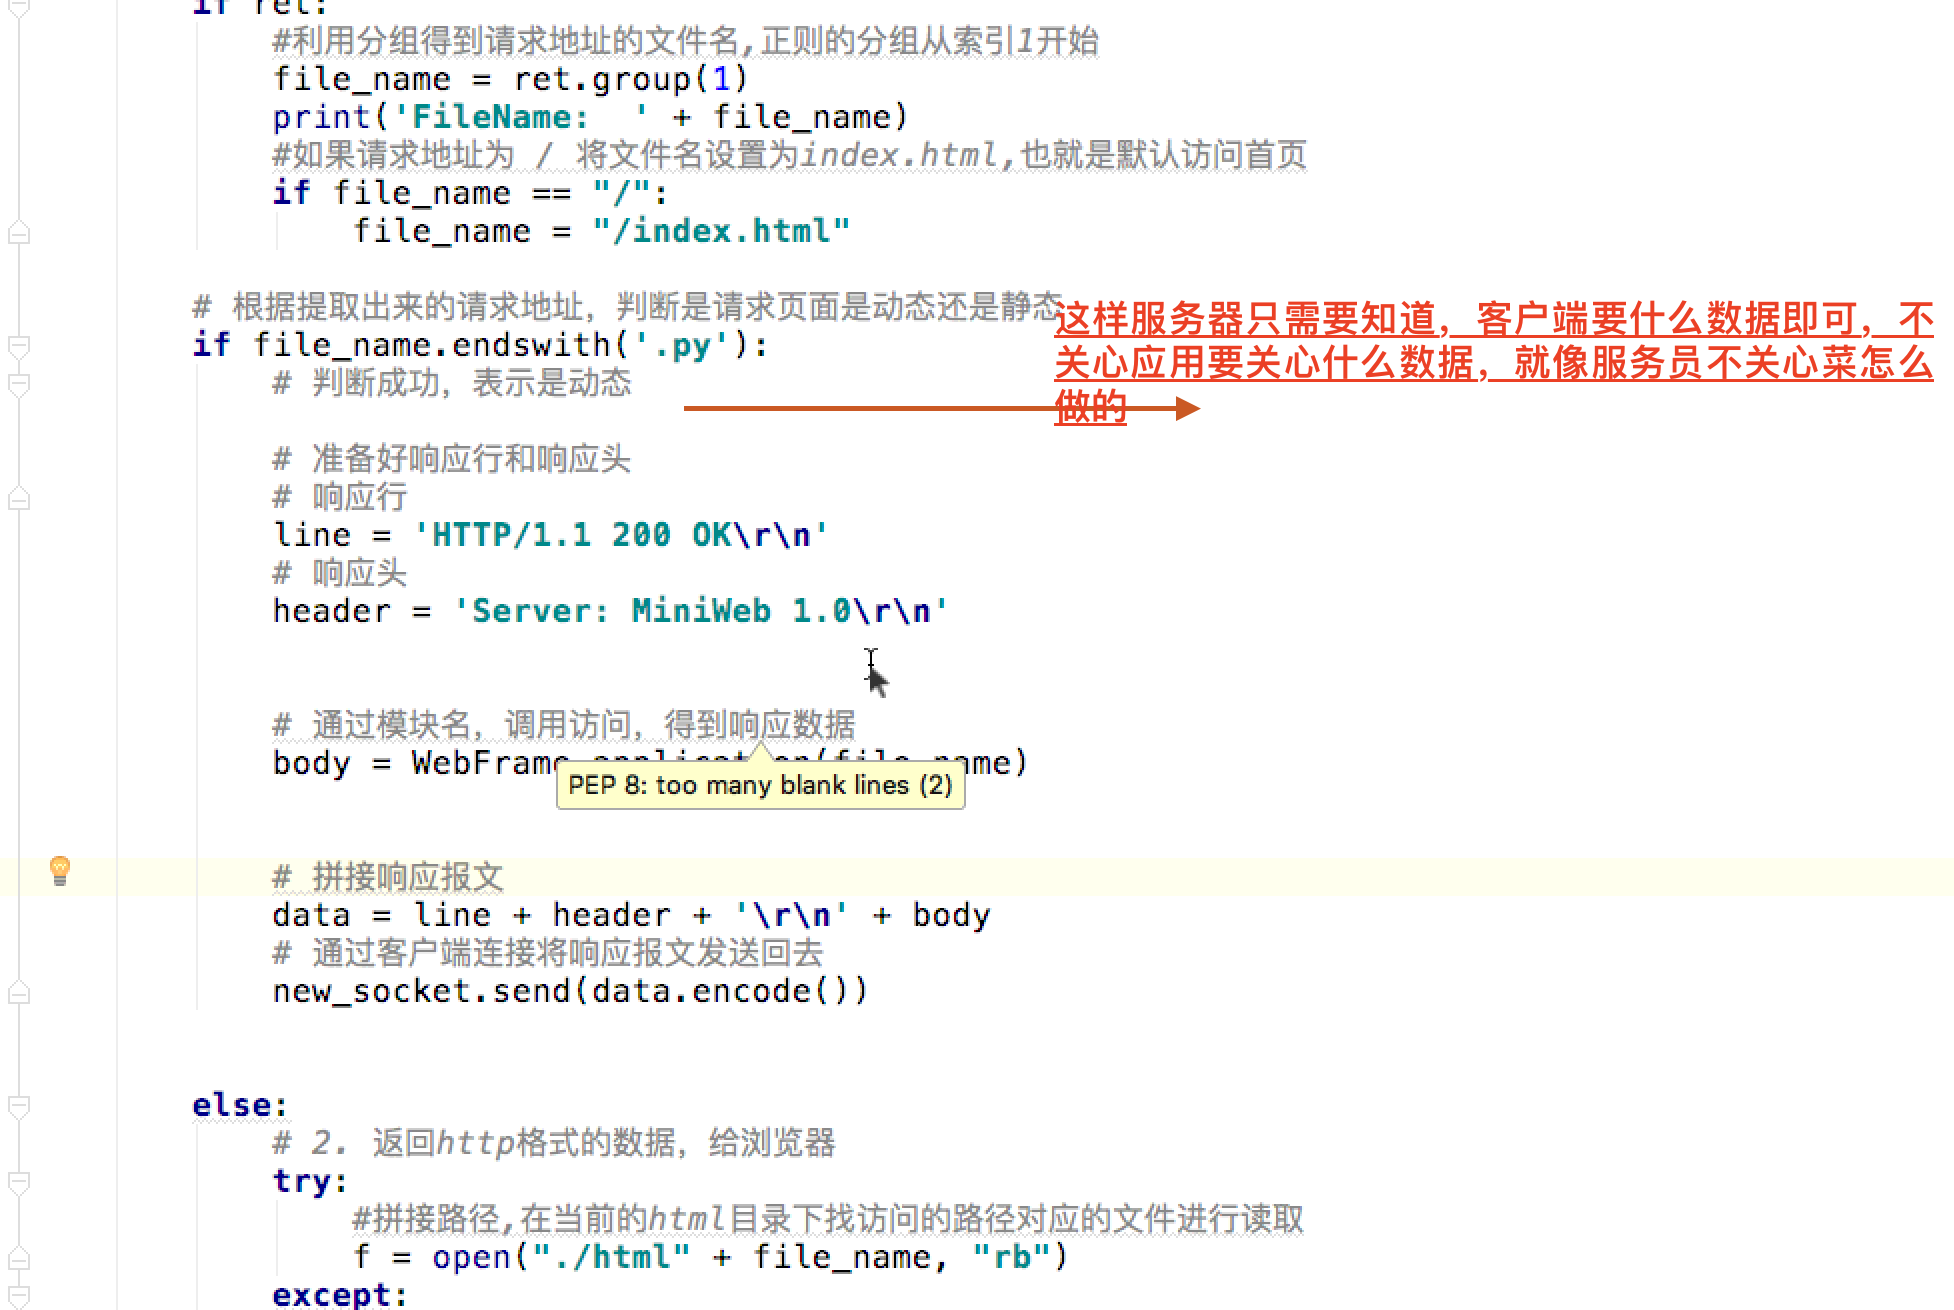 if ret:
#利用分组得到请求地址的文件名,正则的分组从索引1开始
file_name = ret.group(1)
print('FileName:  ' + file_name)
#如果请求地址为 / 将文件名设置为index.html,也就是默认访问首页
if file_name == "/":
file_name = "/index.html"
# 根据提取出来的请求地址，判断是请求页面是动态还是静态
这样服务器只需要知道，客户端要什么数据即可，不
关心应用要关心什么数据，就像服务员不关心菜怎么
做的
if file_name.endswith('.py'):
# 判断成功，表示是动态
# 准备好响应行和响应头
# 响应行
line = 'HTTP/1.1 200 OK\r\n'
# 响应头
header = 'Server: MiniWeb 1.0\r\n'
# 通过模块名，调用访问，得到响应数据
body = WebFrame.application(file_name)
PEP 8: too many blank lines (2)
# 拼接响应报文
data = line + header + '\r\n' + body
# 通过客户端连接将响应报文发送回去
new_socket.send(data.encode())
else:
# 2. 返回http格式的数据，给浏览器
try:
#拼接路径,在当前的html目录下找访问的路径对应的文件进行读取
f = open("./html" + file_name, "rb")
except: